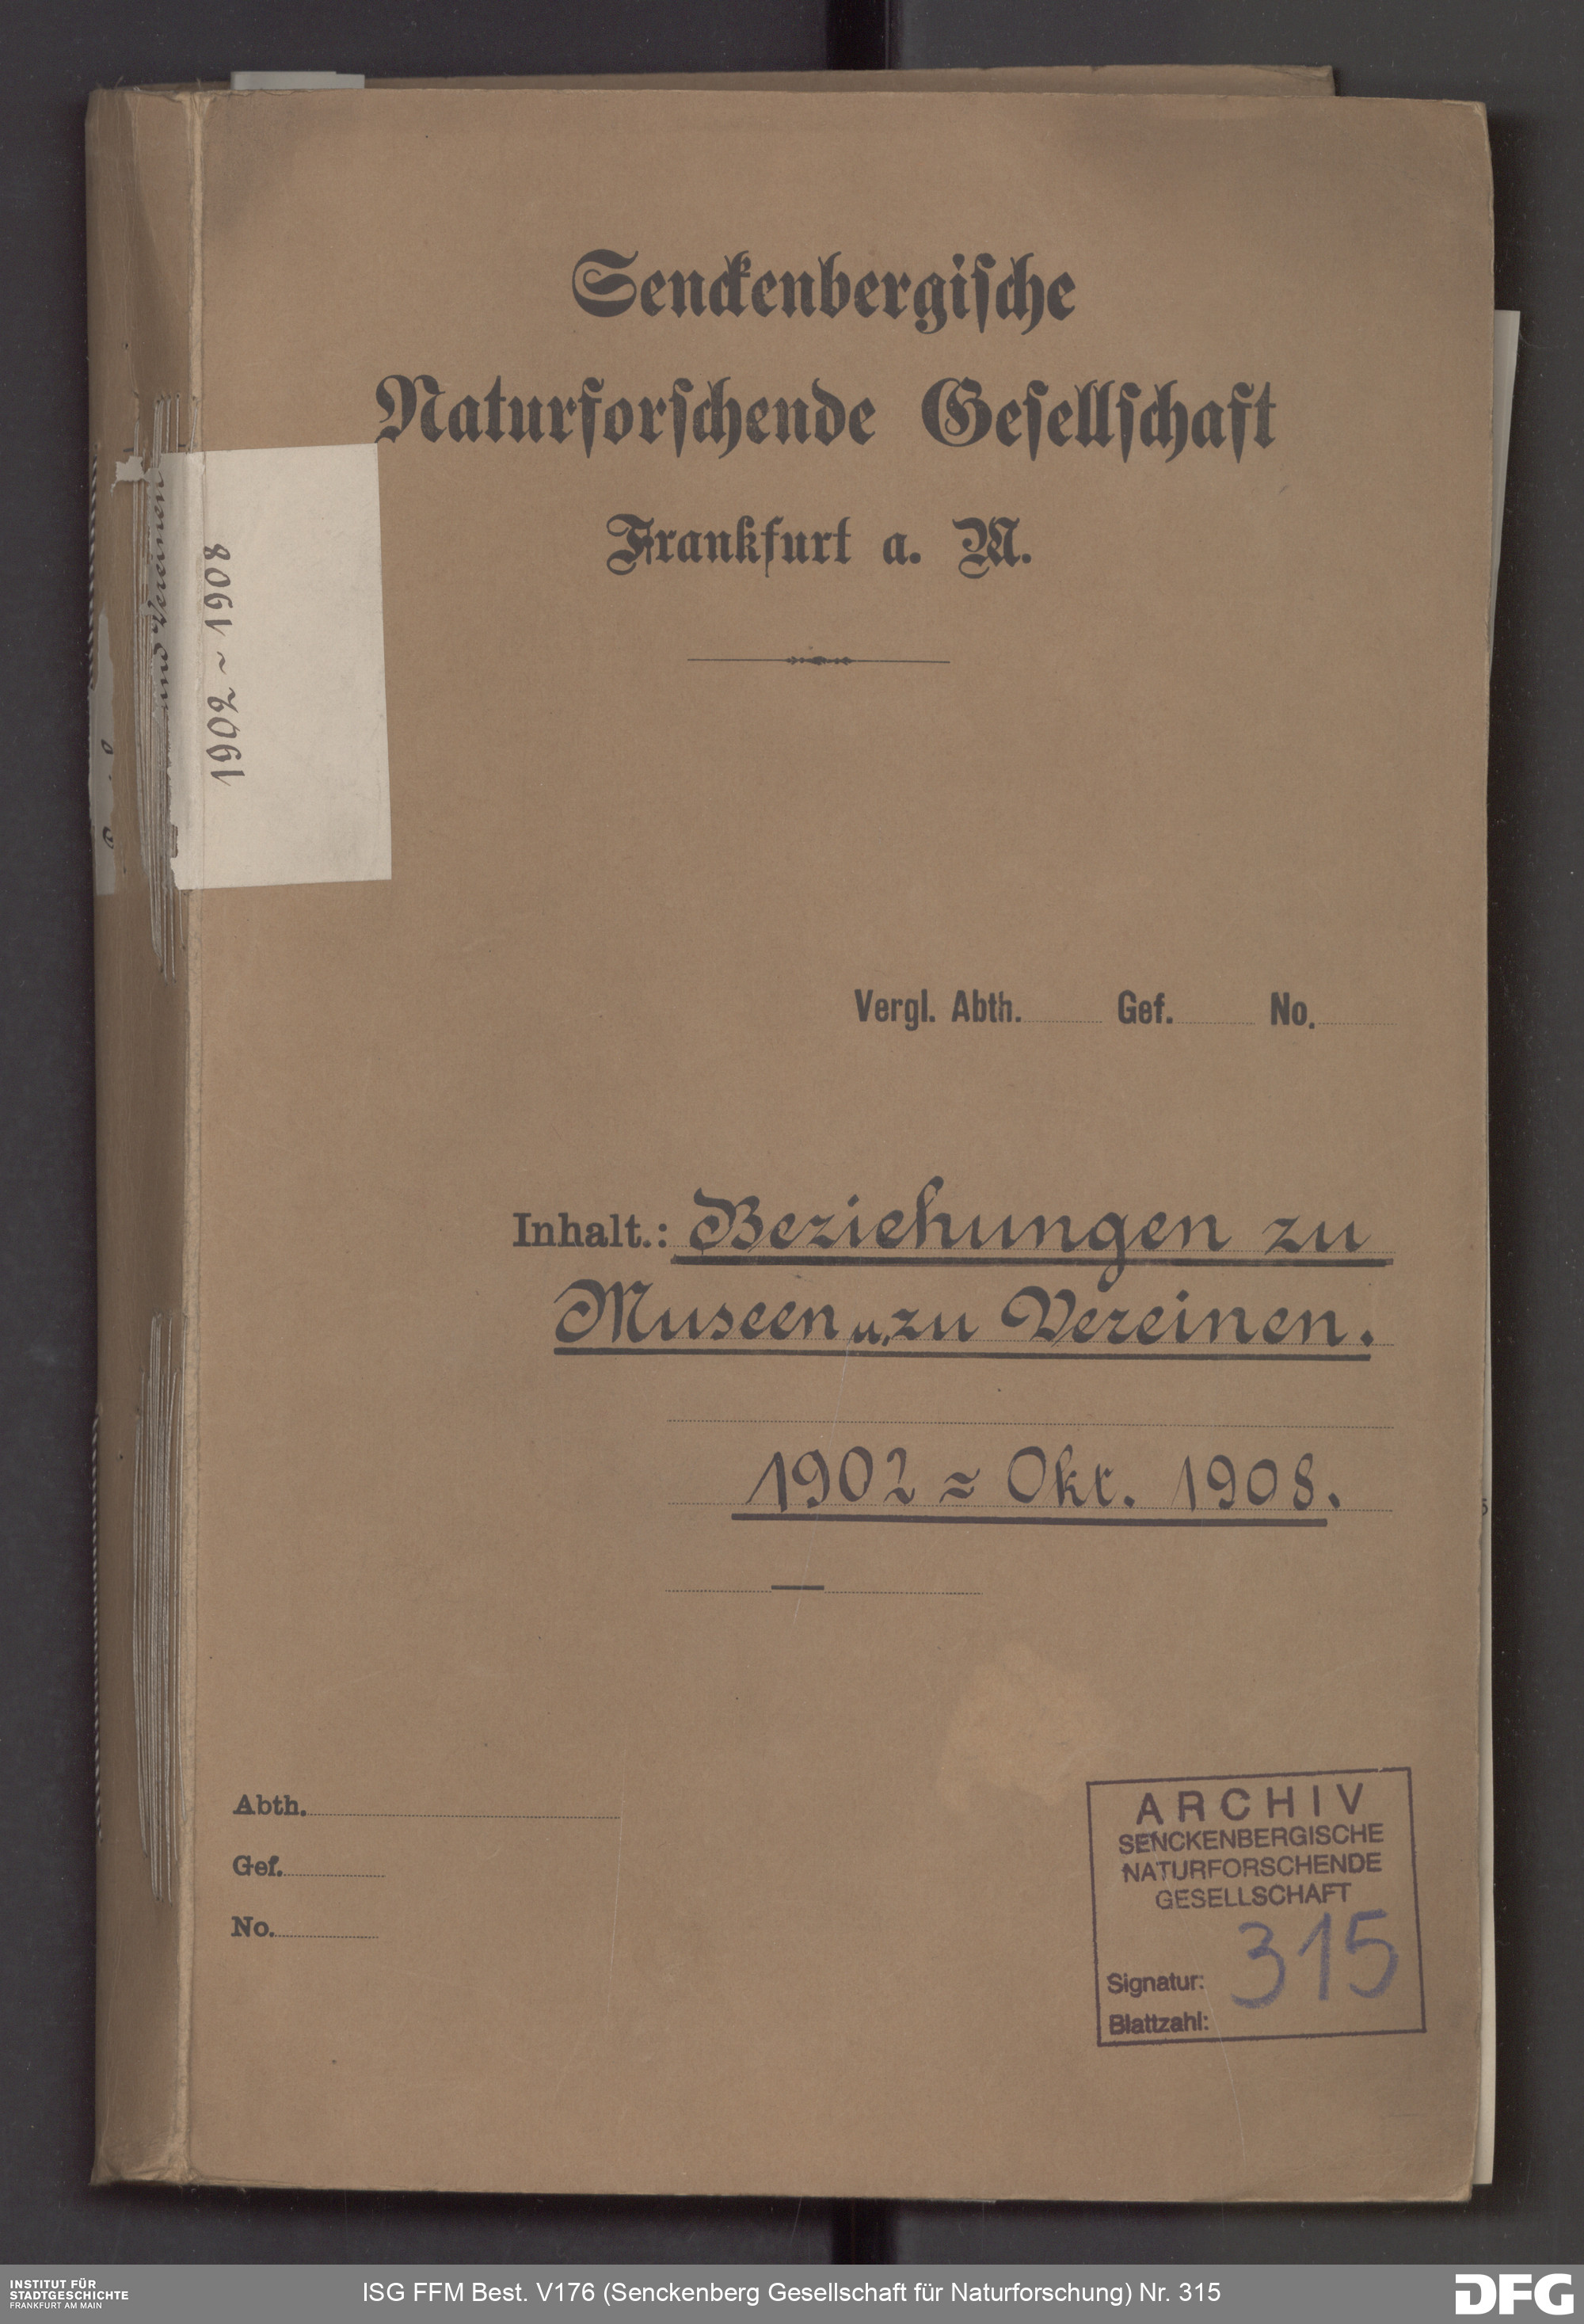 Senckenbergische
Naturforschende Gesellschaft
Frankfurt a. M.
und Vereinen
1902 ~ 1908
Vergl. Abth. Gef. No.
Inhalt.: Beziehungen zu
Museen u. zu Vereinen.
1902 ≈ Okt. 1908.
Abth.
Gef.
No.
ARCHIV
SENCKENBERGISCHE
NATURFORSCHENDE
GESELLSCHAFT
Signatur: 315
Blattzahl:
INSTITUT FÜR
STADTGESCHICHTE
FRANKFURT AM MAIN
ISG FFM Best. V176 (Senckenberg Gesellschaft für Naturforschung) Nr. 315
DFG